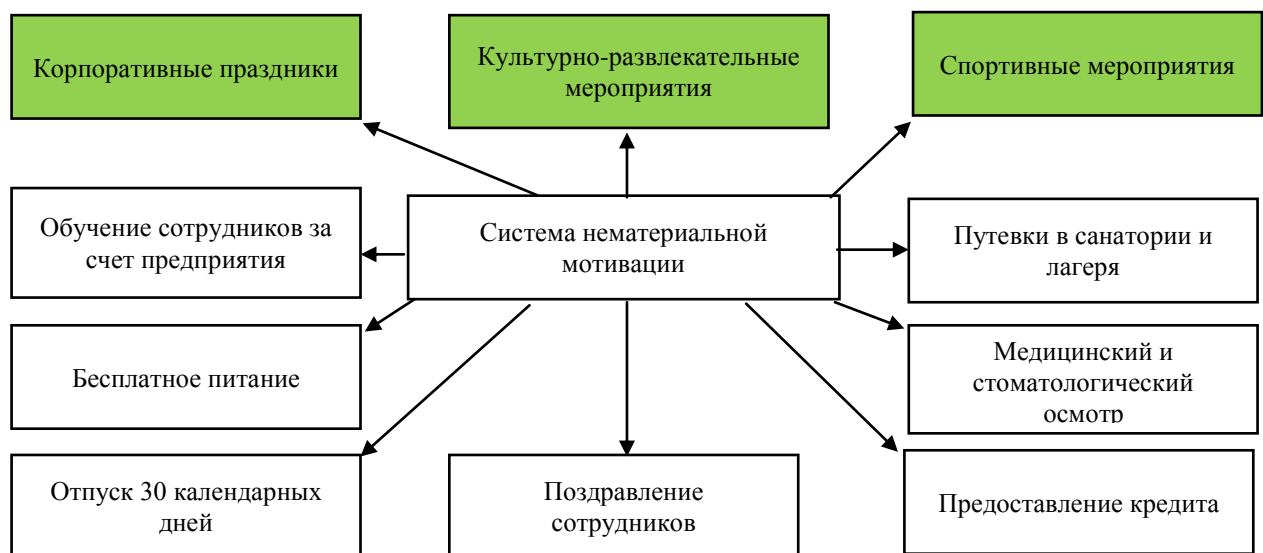 Корпоративные праздники
Культурно-развлекательные
мероприятия
Спортивные мероприятия
Обучение сотрудников за
счет предприятия
Система нематериальной
мотивации
Путевки в санатории и
лагеря
Бесплатное питание
Медицинский и
стоматологический
осмотр
Отпуск 30 календарных
дней
Поздравление
сотрудников
Предоставление кредита